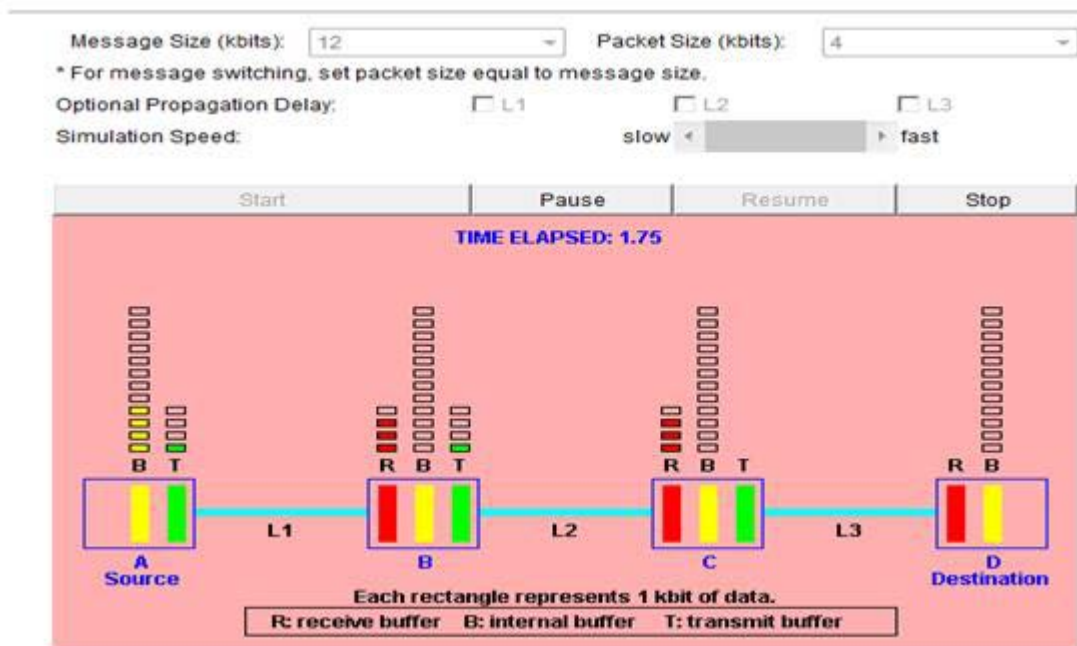 Message Size (kbits): 12 Packet Size (kbits): 4
* For message switching, set packet size equal to message size.
Optional Propagation Delay: L1 L2 L3
Simulation Speed: slow fast
Start Pause Resume Stop
TIME ELAPSED: 1.75
B T R B T R B T R B
L1 L2 L3
A B C D
Source Destination
Each rectangle represents 1 kbit of data.
R: receive buffer B: internal buffer T: transmit buffer